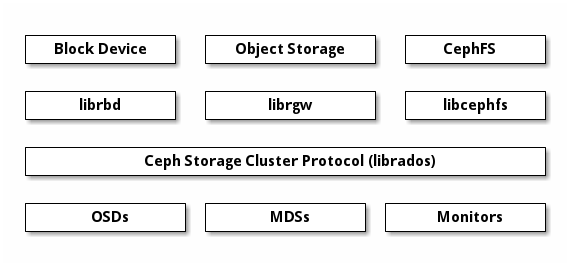 Block Device
Object Storage
CephFS
librbd
librgw
libcephfs
Ceph Storage Cluster Protocol (librados)
OSDs
MDSs
Monitors